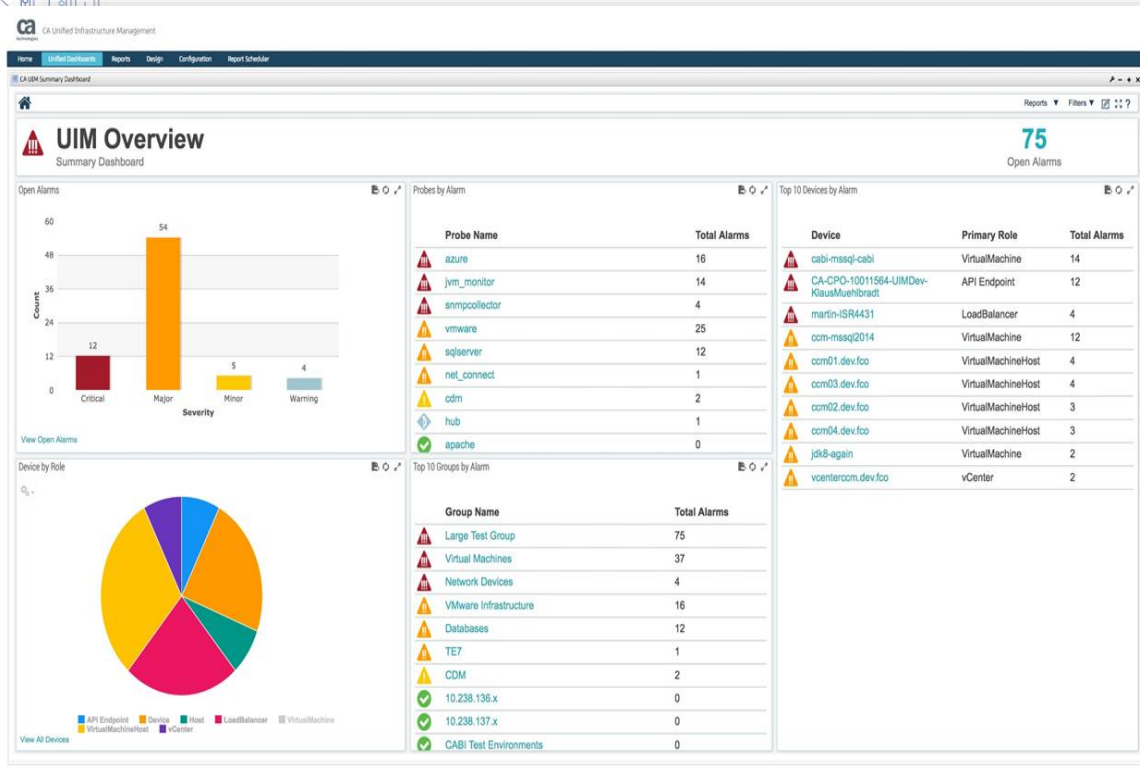 ca
technologies
CA Unified Infrastructure Management
Home Unified Dashboards Reports Design Configuration Report Scheduler
CA UIM Summary Dashboard
Reports Filters ?
UIM Overview
Summary Dashboard
75
Open Alarms
Open Alarms
60
48
36
24
12
0
Count
12
54
5
4
Critical Major Minor Warning
Severity
View Open Alarms
Probes by Alarm
Probe Name Total Alarms
azure 16
jvm_monitor 14
snmpcollector 4
vmware 25
sqlserver 12
net_connect 1
cdm 2
hub 1
apache 0
Top 10 Devices by Alarm
Device Primary Role Total Alarms
cabi-mssql-cabi VirtualMachine 14
CA-CPO-10011564-UIMDev- API Endpoint 12
KlausMuehlbradt
martin-ISR4431 LoadBalancer 4
ccm-mssql2014 VirtualMachine 12
ccm01.dev.fco VirtualMachineHost 4
ccm03.dev.fco VirtualMachineHost 4
ccm02.dev.fco VirtualMachineHost 3
ccm04.dev.fco VirtualMachineHost 3
jdk8-again VirtualMachine 2
vcenterccm.dev.fco vCenter 2
Device by Role
API Endpoint Device Host LoadBalancer VirtualMachine
VirtualMachineHost vCenter
View All Devices
Top 10 Groups by Alarm
Group Name Total Alarms
Large Test Group 75
Virtual Machines 37
Network Devices 4
VMware Infrastructure 16
Databases 12
TE7 1
CDM 2
10.238.136.x 0
10.238.137.x 0
CABI Test Environments 0